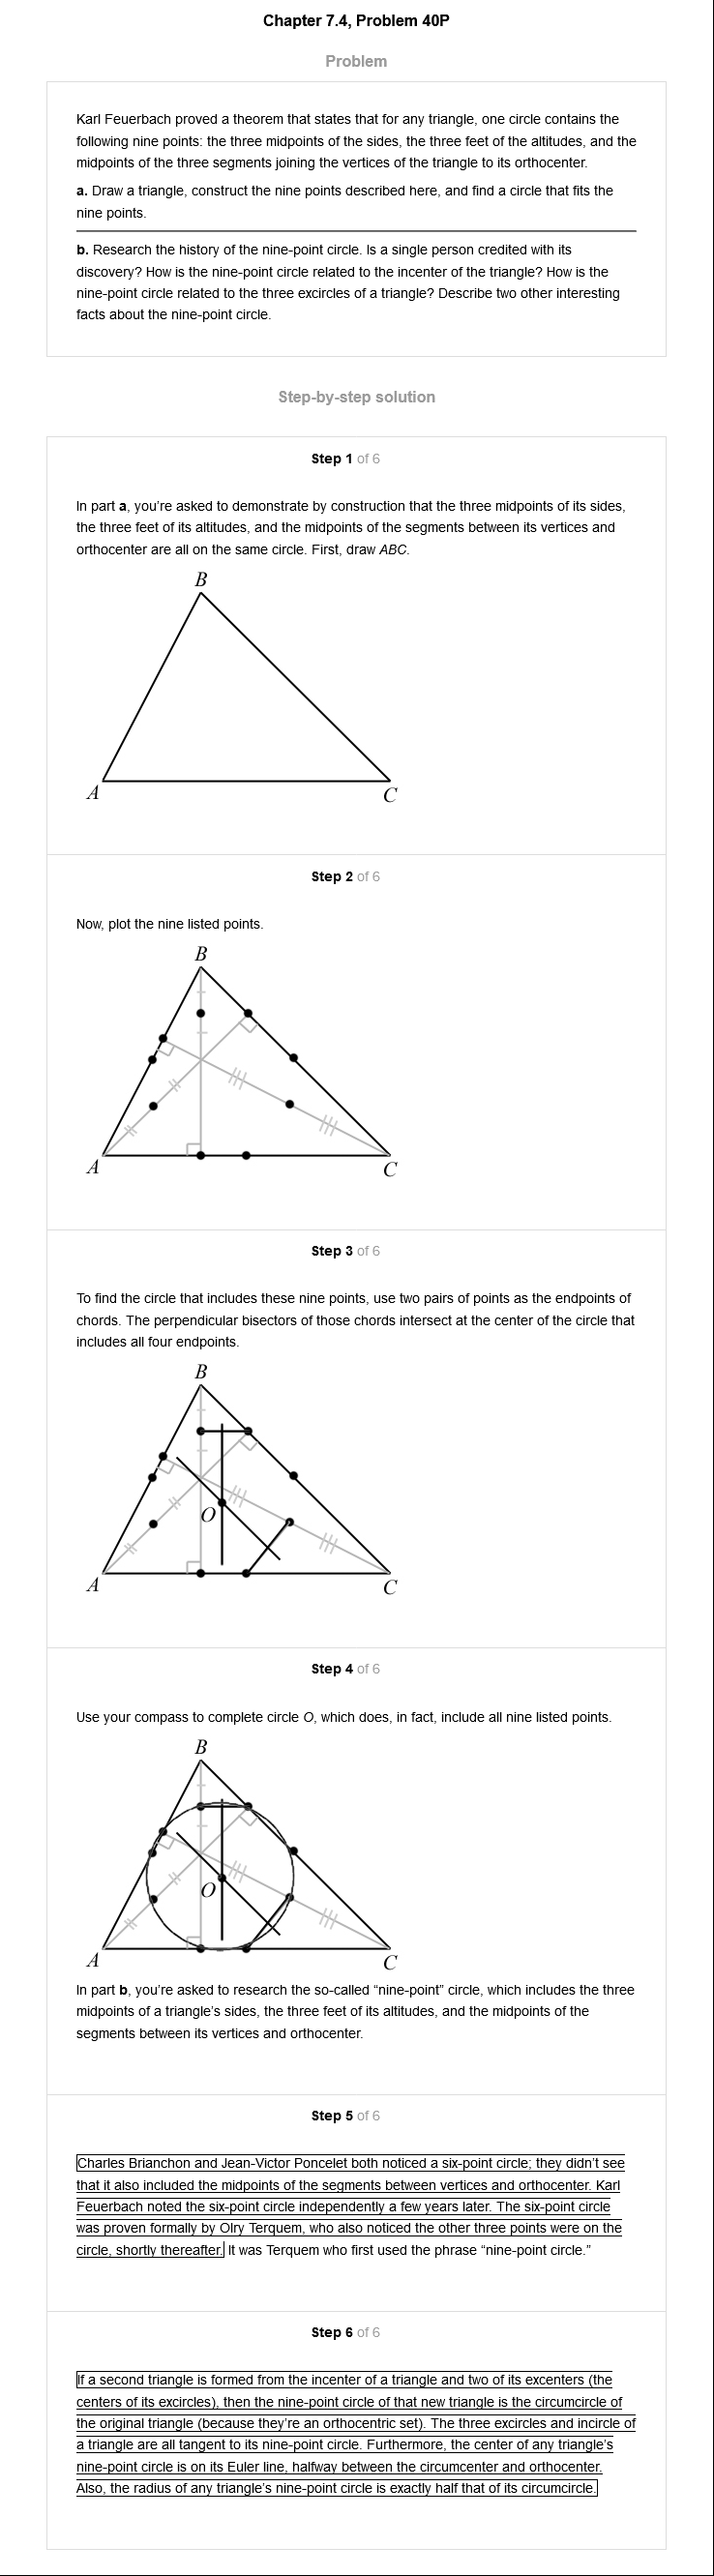 Chapter 7.4, Problem 40P
Problem
Karl Feuerbach proved a theorem that states that for any triangle, one circle contains the
following nine points: the three midpoints of the sides, the three feet of the altitudes, and the
midpoints of the three segments joining the vertices of the triangle to its orthocenter.
a. Draw a triangle, construct the nine points described here, and find a circle that fits the
nine points.
b. Research the history of the nine-point circle. Is a single person credited with its
discovery? How is the nine-point circle related to the incenter of the triangle? How is the
nine-point circle related to the three excircles of a triangle? Describe two other interesting
facts about the nine-point circle.
Step-by-step solution
Step 1 of 6
In part a, you're asked to demonstrate by construction that the three midpoints of its sides,
the three feet of its altitudes, and the midpoints of the segments between its vertices and
orthocenter are all on the same circle. First, draw ABC.
B
A
C
Step 2 of 6
Now, plot the nine listed points.
B
A
C
Step 3 of 6
To find the circle that includes these nine points, use two pairs of points as the endpoints of
chords. The perpendicular bisectors of those chords intersect at the center of the circle that
includes all four endpoints.
B
O
A
C
Step 4 of 6
Use your compass to complete circle O, which does, in fact, include all nine listed points.
B
O
A
C
In part b, you're asked to research the so-called “nine-point” circle, which includes the three
midpoints of a triangle's sides, the three feet of its altitudes, and the midpoints of the
segments between its vertices and orthocenter.
Step 5 of 6
Charles Brianchon and Jean-Victor Poncelet both noticed a six-point circle; they didn't see
that it also included the midpoints of the segments between vertices and orthocenter. Karl
Feuerbach noted the six-point circle independently a few years later. The six-point circle
was proven formally by Olry Terquem, who also noticed the other three points were on the
circle, shortly thereafter. It was Terquem who first used the phrase “nine-point circle.”
Step 6 of 6
If a second triangle is formed from the incenter of a triangle and two of its excenters (the
centers of its excircles), then the nine-point circle of that new triangle is the circumcircle of
the original triangle (because they're an orthocentric set). The three excircles and incircle of
a triangle are all tangent to its nine-point circle. Furthermore, the center of any triangle's
nine-point circle is on its Euler line, halfway between the circumcenter and orthocenter.
Also, the radius of any triangle's nine-point circle is exactly half that of its circumcircle.